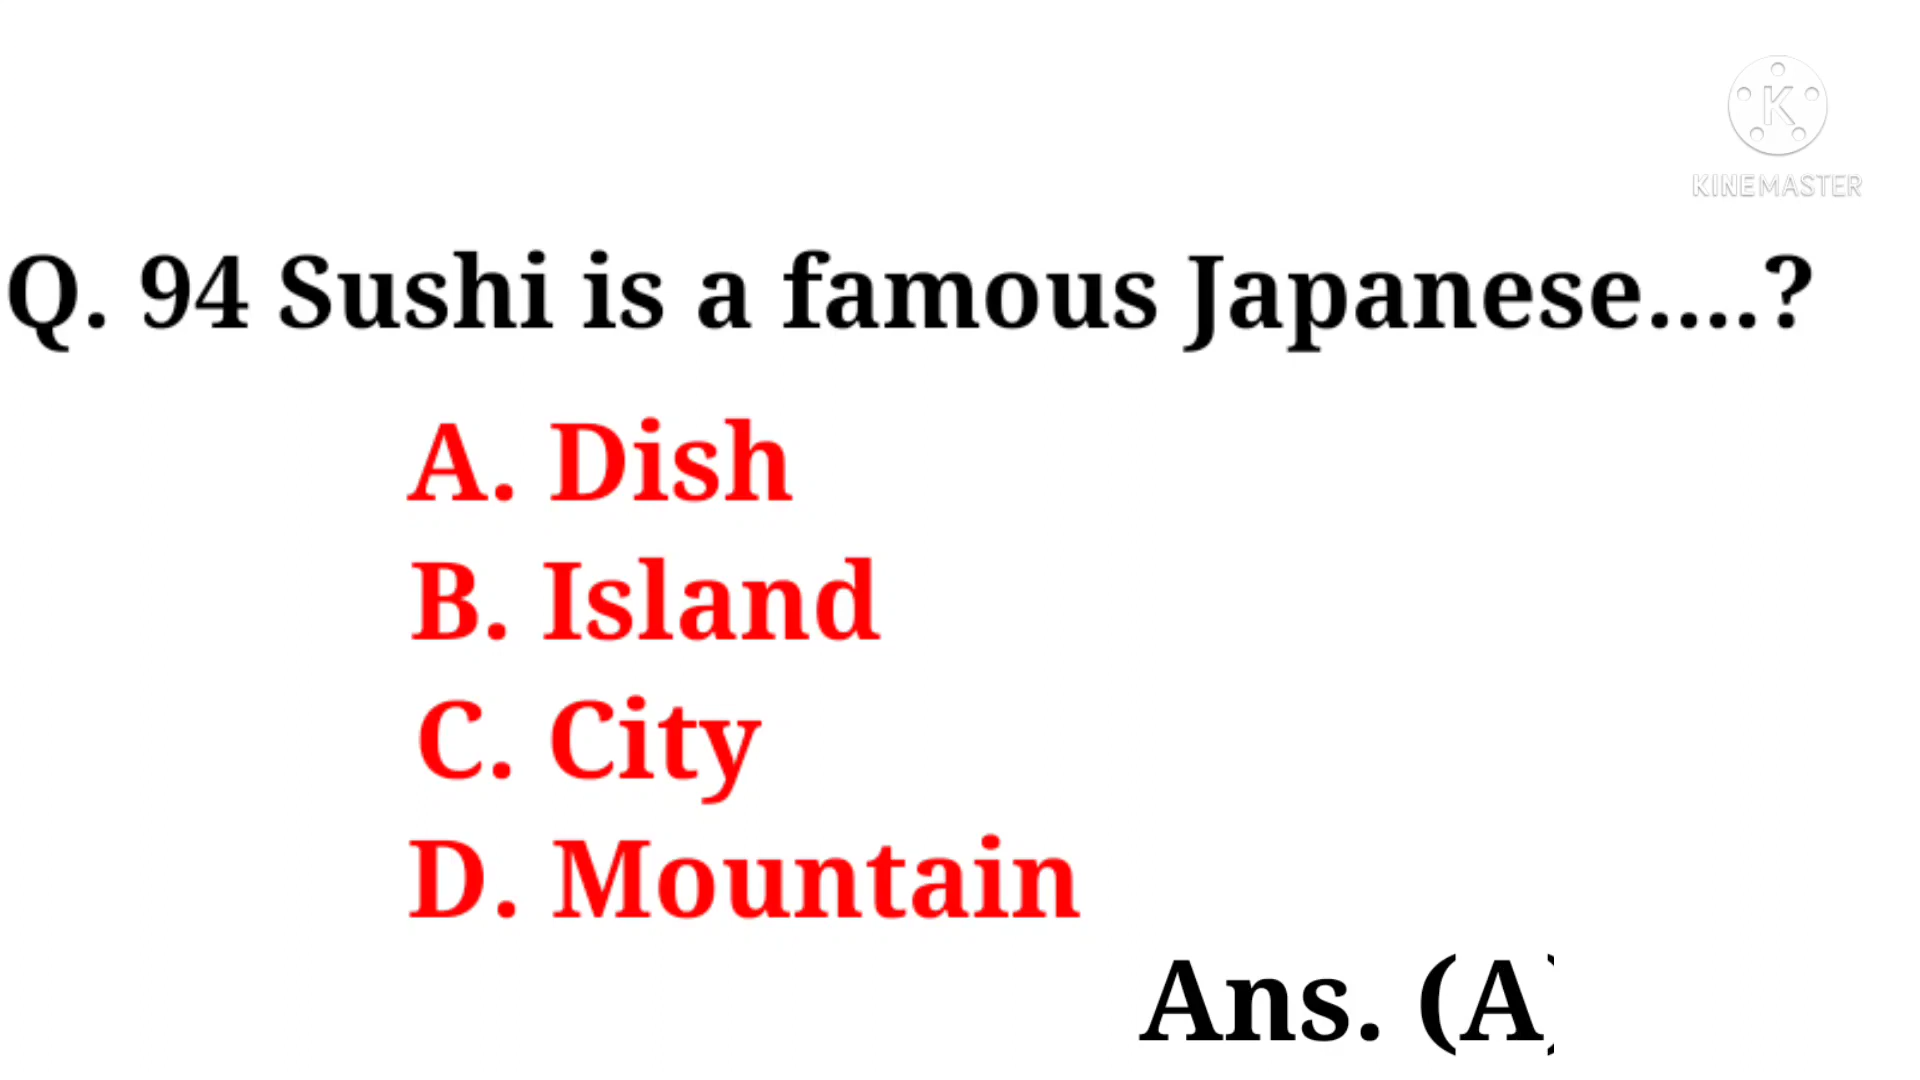 KINEMASTER
Q. 94 Sushi is a famous Japanese....?
A. Dish
B. Island
C. City
D. Mountain
Ans. (A)